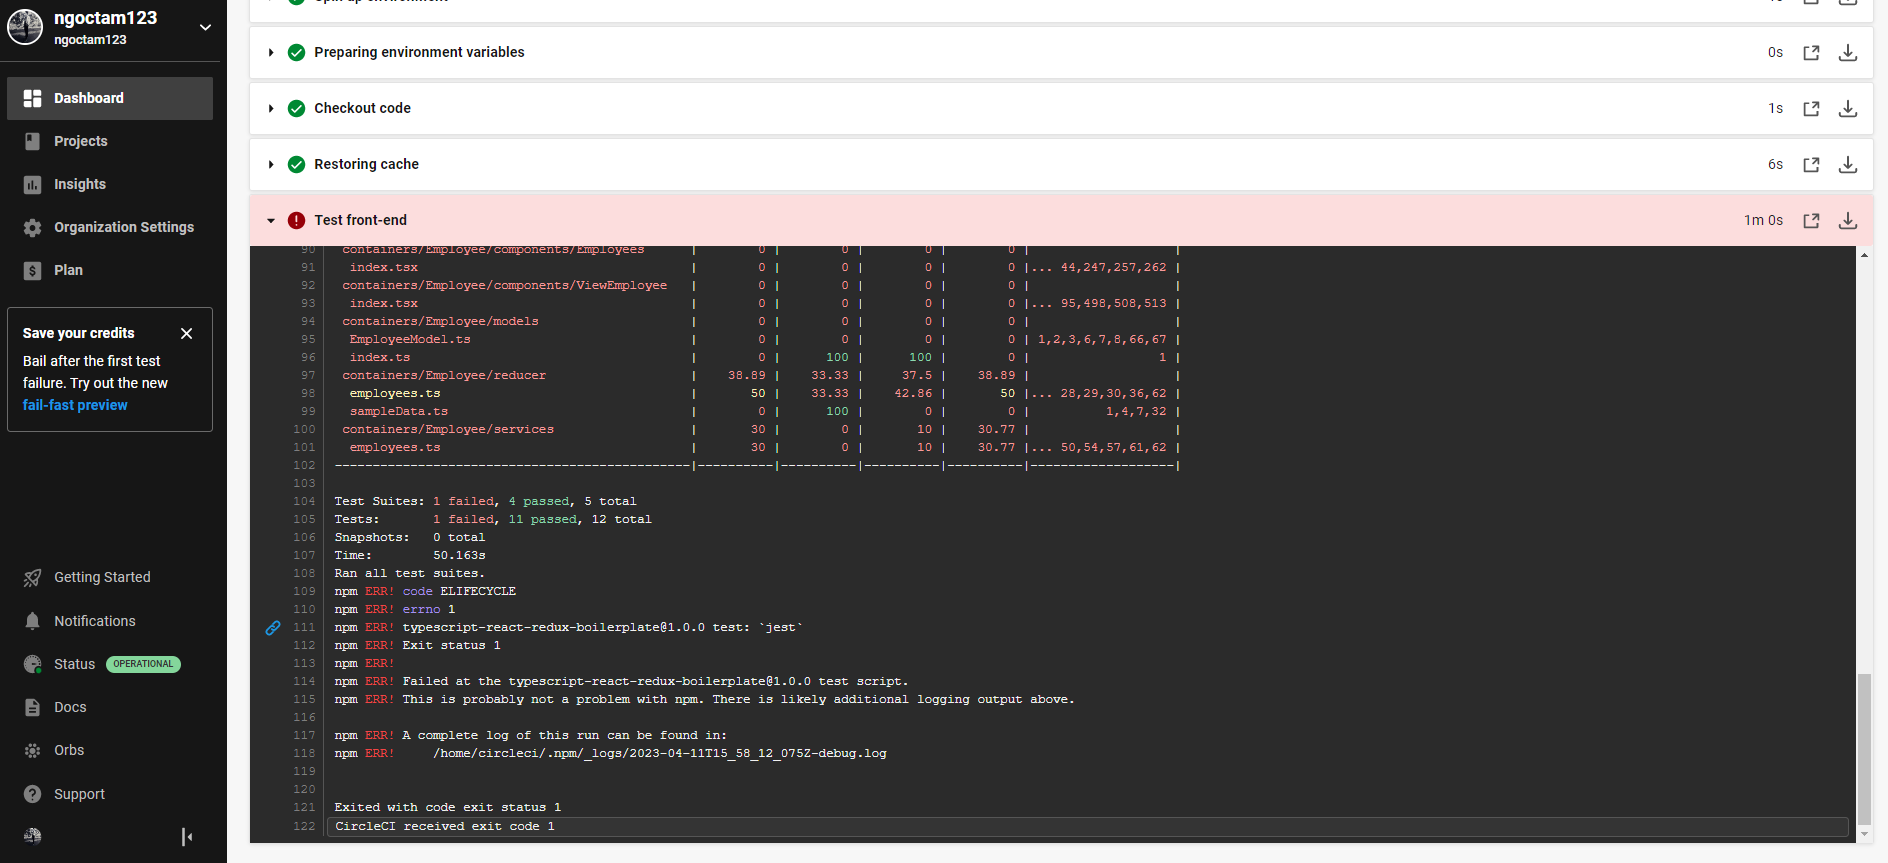 ngoctam123
ngoctam123
Dashboard
Projects
Insights
Organization Settings
Plan
Save your credits
Bail after the first test
failure. Try out the new
fail-fast preview
Getting Started
Notifications
Status OPERATIONAL
Docs
Orbs
Support
Spin up environment
Preparing environment variables 0s
Checkout code 1s
Restoring cache 6s
Test front-end 1m 0s
90 containers/Employee/components/Employees | 0 | 0 | 0 | 0 | |
91 index.tsx | 0 | 0 | 0 | 0 |... 44,247,257,262 |
92 containers/Employee/components/ViewEmployee | 0 | 0 | 0 | 0 | |
93 index.tsx | 0 | 0 | 0 | 0 |... 95,498,508,513 |
94 containers/Employee/models | 0 | 0 | 0 | 0 | |
95 EmployeeModel.ts | 0 | 0 | 0 | 0 | 1,2,3,6,7,8,66,67 |
96 index.ts | 0 | 100 | 100 | 0 | 1 |
97 containers/Employee/reducer | 38.89 | 33.33 | 37.5 | 38.89 | |
98 employees.ts | 50 | 33.33 | 42.86 | 50 |... 28,29,30,36,62 |
99 sampleData.ts | 0 | 100 | 0 | 0 | 1,4,7,32 |
100 containers/Employee/services | 30 | 0 | 10 | 30.77 | |
101 employees.ts | 30 | 0 | 10 | 30.77 |... 50,54,57,61,62 |
102 -----------------------------------------------|----------|----------|----------|----------|-------------------|
103
104 Test Suites: 1 failed, 4 passed, 5 total
105 Tests: 1 failed, 11 passed, 12 total
106 Snapshots: 0 total
107 Time: 50.163s
108 Ran all test suites.
109 npm ERR! code ELIFECYCLE
110 npm ERR! errno 1
111 npm ERR! typescript-react-redux-boilerplate@1.0.0 test: `jest`
112 npm ERR! Exit status 1
113 npm ERR!
114 npm ERR! Failed at the typescript-react-redux-boilerplate@1.0.0 test script.
115 npm ERR! This is probably not a problem with npm. There is likely additional logging output above.
116
117 npm ERR! A complete log of this run can be found in:
118 npm ERR! /home/circleci/.npm/_logs/2023-04-11T15_58_12_075Z-debug.log
119
120
121 Exited with code exit status 1
122 CircleCI received exit code 1